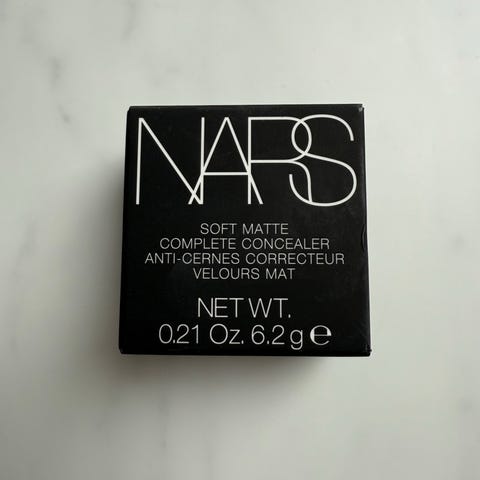 NARS
SOFT MATTE
COMPLETE CONCEALER
ANTI-CERNES CORRECTEUR
VELOURS MAT
NET WT.
0.21 Oz. 6.2 g ℮